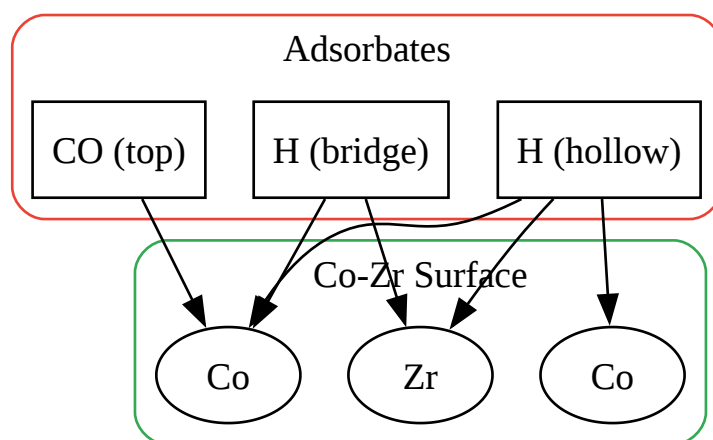 Adsorbates
CO (top)
H (bridge)
H (hollow)
Co-Zr Surface
Co
Zr
Co